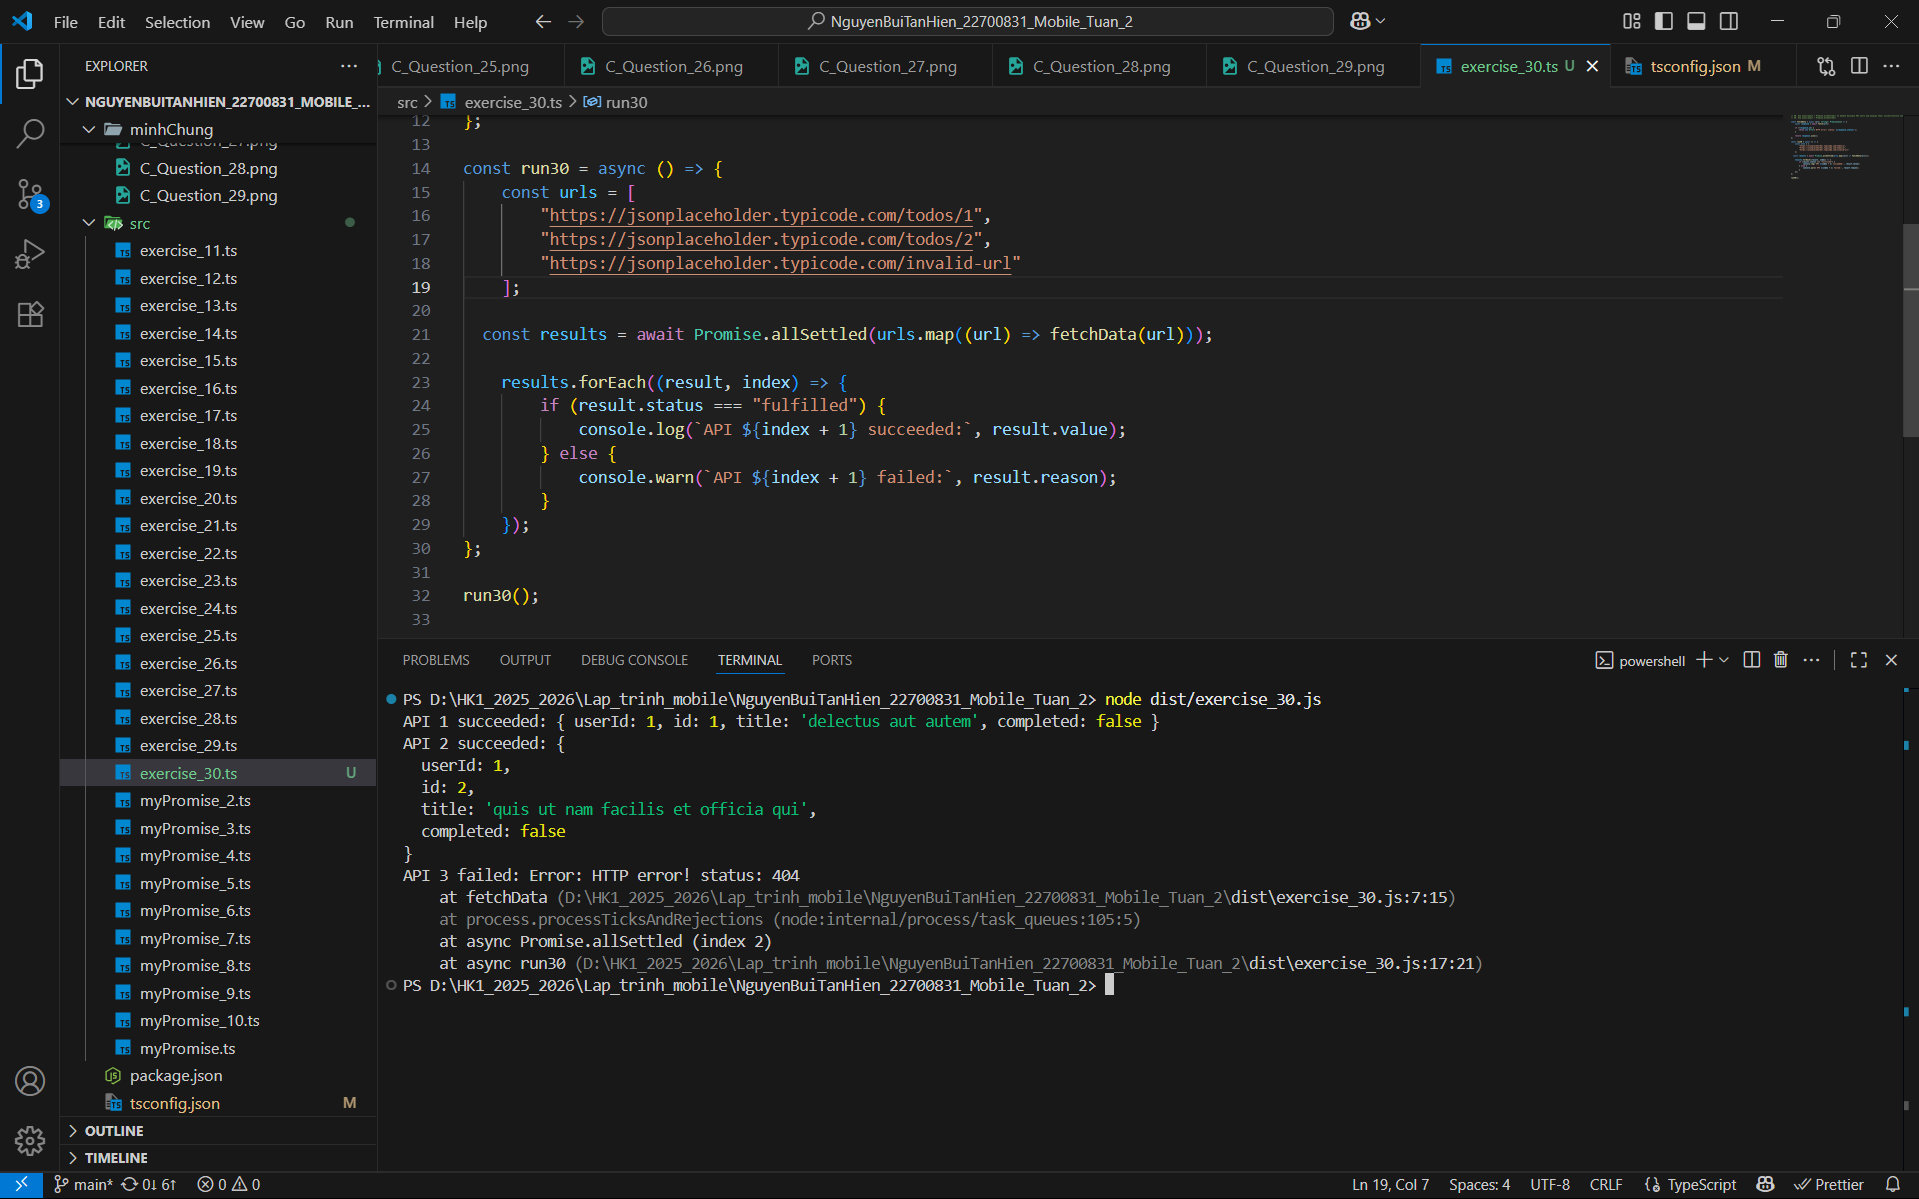 File Edit Selection View Go Run Terminal Help
NguyenBuiTanHien_22700831_Mobile_Tuan_2
EXPLORER
NGUYENBUITANHIEN_22700831_MOBILE_...
minhChung
C_Question_28.png
C_Question_29.png
src
exercise_11.ts
exercise_12.ts
exercise_13.ts
exercise_14.ts
exercise_15.ts
exercise_16.ts
exercise_17.ts
exercise_18.ts
exercise_19.ts
exercise_20.ts
exercise_21.ts
exercise_22.ts
exercise_23.ts
exercise_24.ts
exercise_25.ts
exercise_26.ts
exercise_27.ts
exercise_28.ts
exercise_29.ts
exercise_30.ts U
myPromise_2.ts
myPromise_3.ts
myPromise_4.ts
myPromise_5.ts
myPromise_6.ts
myPromise_7.ts
myPromise_8.ts
myPromise_9.ts
myPromise_10.ts
myPromise.ts
package.json
tsconfig.json M
OUTLINE
TIMELINE
3
C_Question_25.png C_Question_26.png C_Question_27.png C_Question_28.png C_Question_29.png exercise_30.ts U tsconfig.json M
src > exercise_30.ts > run30
12 };
13
14 const run30 = async () => {
15 const urls = [
16 "https://jsonplaceholder.typicode.com/todos/1",
17 "https://jsonplaceholder.typicode.com/todos/2",
18 "https://jsonplaceholder.typicode.com/invalid-url"
19 ];
20
21 const results = await Promise.allSettled(urls.map((url) => fetchData(url)));
22
23 results.forEach((result, index) => {
24 if (result.status === "fulfilled") {
25 console.log(`API ${index + 1} succeeded:`, result.value);
26 } else {
27 console.warn(`API ${index + 1} failed:`, result.reason);
28 }
29 });
30 };
31
32 run30();
33
PROBLEMS OUTPUT DEBUG CONSOLE TERMINAL PORTS
powershell
PS D:\HK1_2025_2026\Lap_trinh_mobile\NguyenBuiTanHien_22700831_Mobile_Tuan_2> node dist/exercise_30.js
API 1 succeeded: { userId: 1, id: 1, title: 'delectus aut autem', completed: false }
API 2 succeeded: {
userId: 1,
id: 2,
title: 'quis ut nam facilis et officia qui',
completed: false
}
API 3 failed: Error: HTTP error! status: 404
at fetchData (D:\HK1_2025_2026\Lap_trinh_mobile\NguyenBuiTanHien_22700831_Mobile_Tuan_2\dist\exercise_30.js:7:15)
at process.processTicksAndRejections (node:internal/process/task_queues:105:5)
at async Promise.allSettled (index 2)
at async run30 (D:\HK1_2025_2026\Lap_trinh_mobile\NguyenBuiTanHien_22700831_Mobile_Tuan_2\dist\exercise_30.js:17:21)
PS D:\HK1_2025_2026\Lap_trinh_mobile\NguyenBuiTanHien_22700831_Mobile_Tuan_2>
main* 0↓ 6↑ 0 0
Ln 19, Col 7 Spaces: 4 UTF-8 CRLF TypeScript Prettier